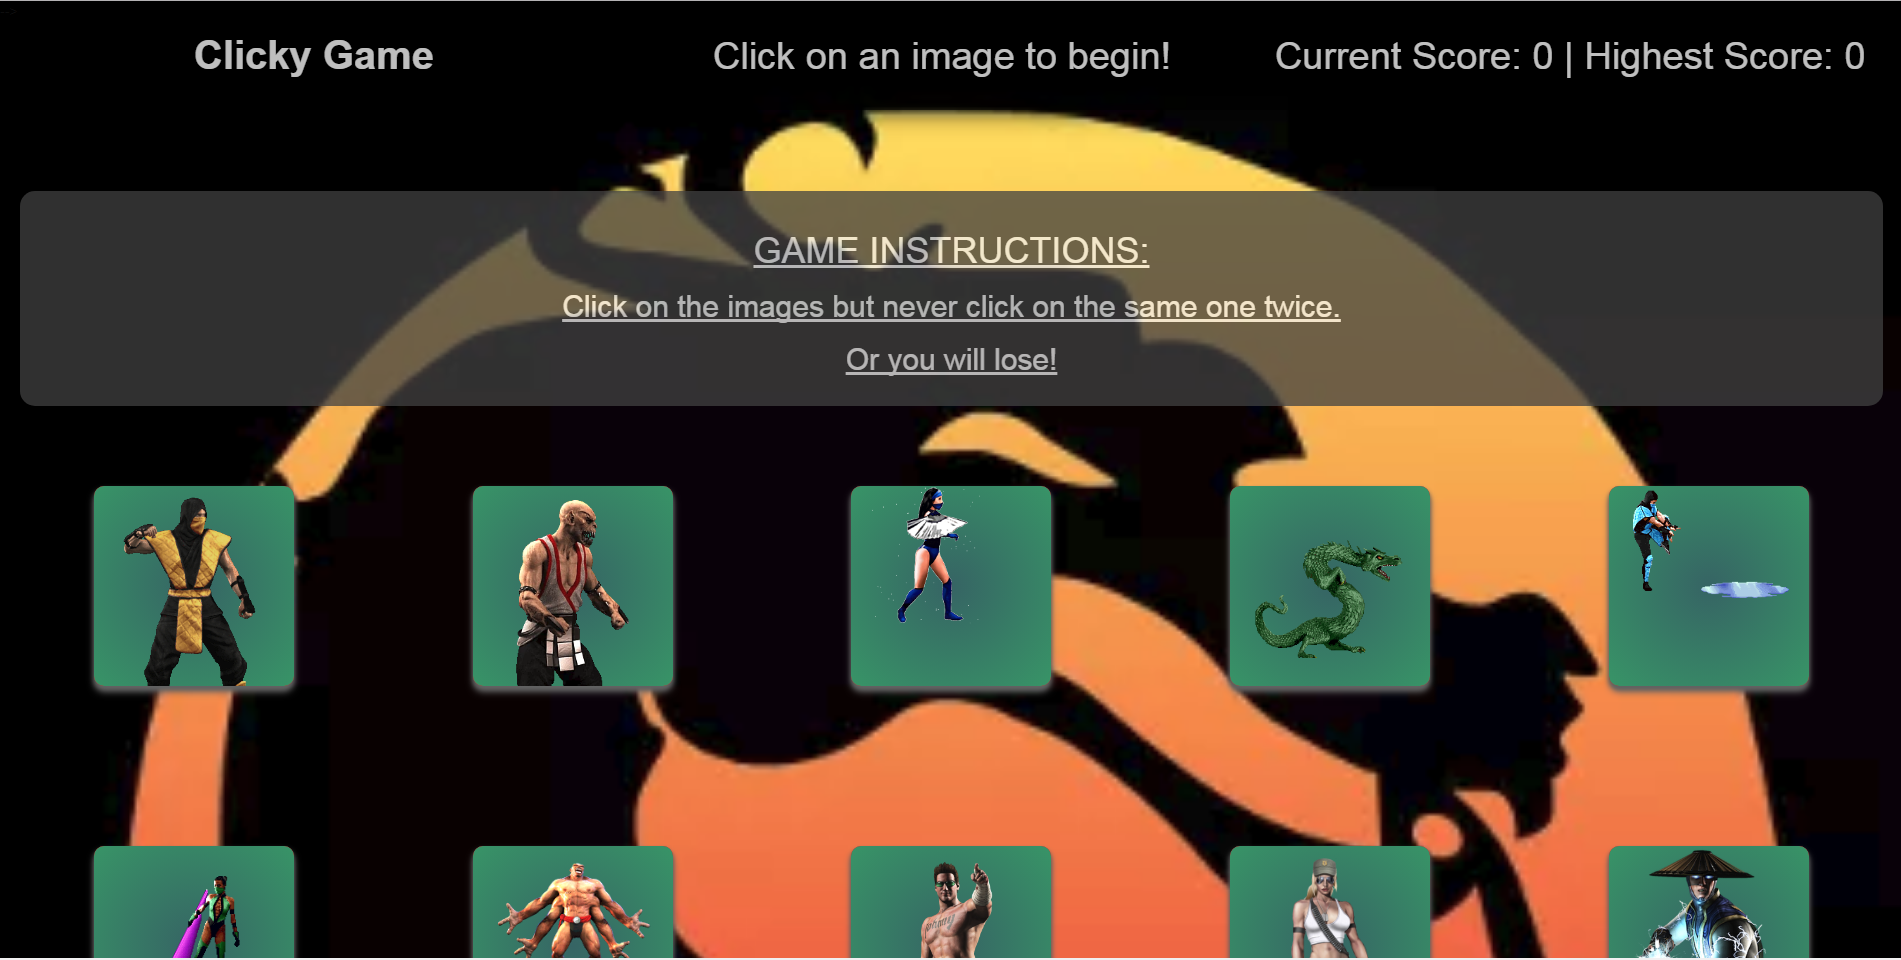 Clicky Game
Click on an image to begin!
Current Score: 0 | Highest Score: 0
GAME INSTRUCTIONS:
Click on the images but never click on the same one twice.
Or you will lose!
Johnny